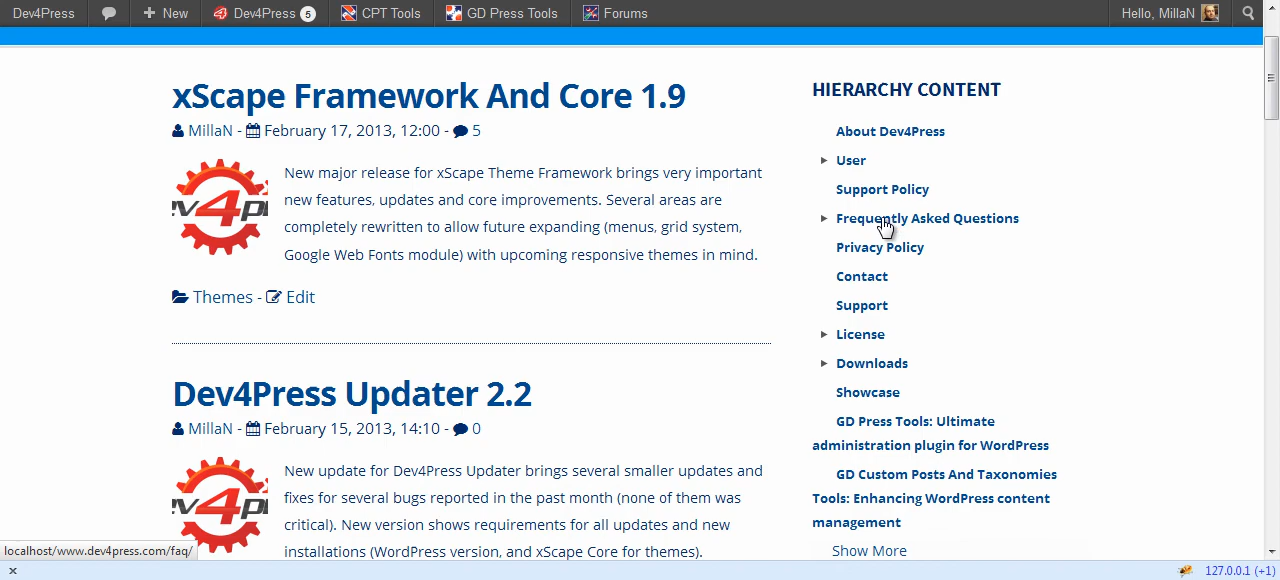 Dev4Press New Dev4Press 5 CPT Tools GD Press Tools Forums Hello, MillaN
xScape Framework And Core 1.9
MillaN - February 17, 2013, 12:00 - 5
New major release for xScape Theme Framework brings very important
new features, updates and core improvements. Several areas are
completely rewritten to allow future expanding (menus, grid system,
Google Web Fonts module) with upcoming responsive themes in mind.
v4pr
Themes - Edit
Dev4Press Updater 2.2
MillaN - February 15, 2013, 14:10 - 0
New update for Dev4Press Updater brings several smaller updates and
fixes for several bugs reported in the past month (none of them was
critical). New version shows requirements for all updates and new
installations (WordPress version, and xScape Core for themes).
v4pr
HIERARCHY CONTENT
About Dev4Press
User
Support Policy
Frequently Asked Questions
Privacy Policy
Contact
Support
License
Downloads
Showcase
GD Press Tools: Ultimate
administration plugin for WordPress
GD Custom Posts And Taxonomies
Tools: Enhancing WordPress content
management
Show More
localhost/www.dev4press.com/faq/
x 127.0.0.1 (+1)